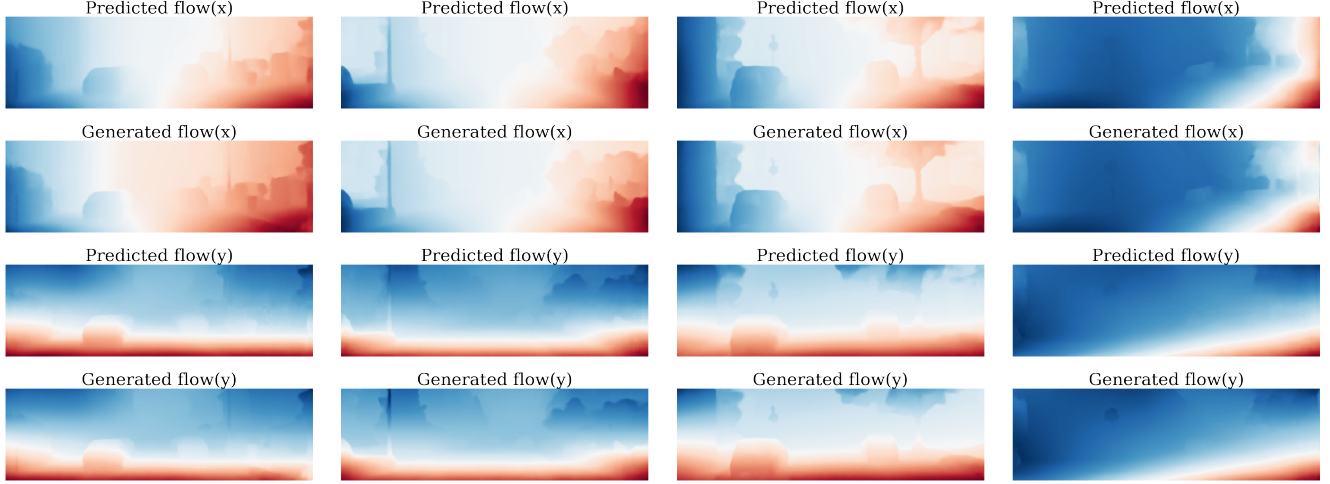 Predicted flow(x) Predicted flow(x) Predicted flow(x) Predicted flow(x)
Generated flow(x) Generated flow(x) Generated flow(x) Generated flow(x)
Predicted flow(y) Predicted flow(y) Predicted flow(y) Predicted flow(y)
Generated flow(y) Generated flow(y) Generated flow(y) Generated flow(y)